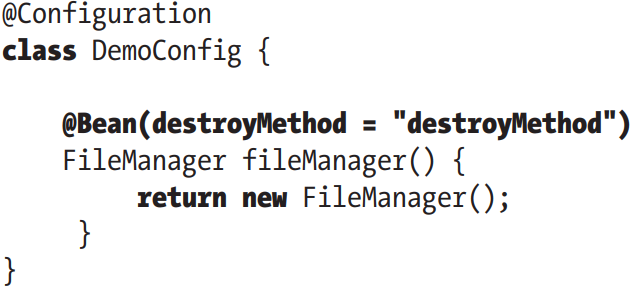 @Configuration
class DemoConfig {
@Bean(destroyMethod = "destroyMethod")
FileManager fileManager() {
return new FileManager();
}
}